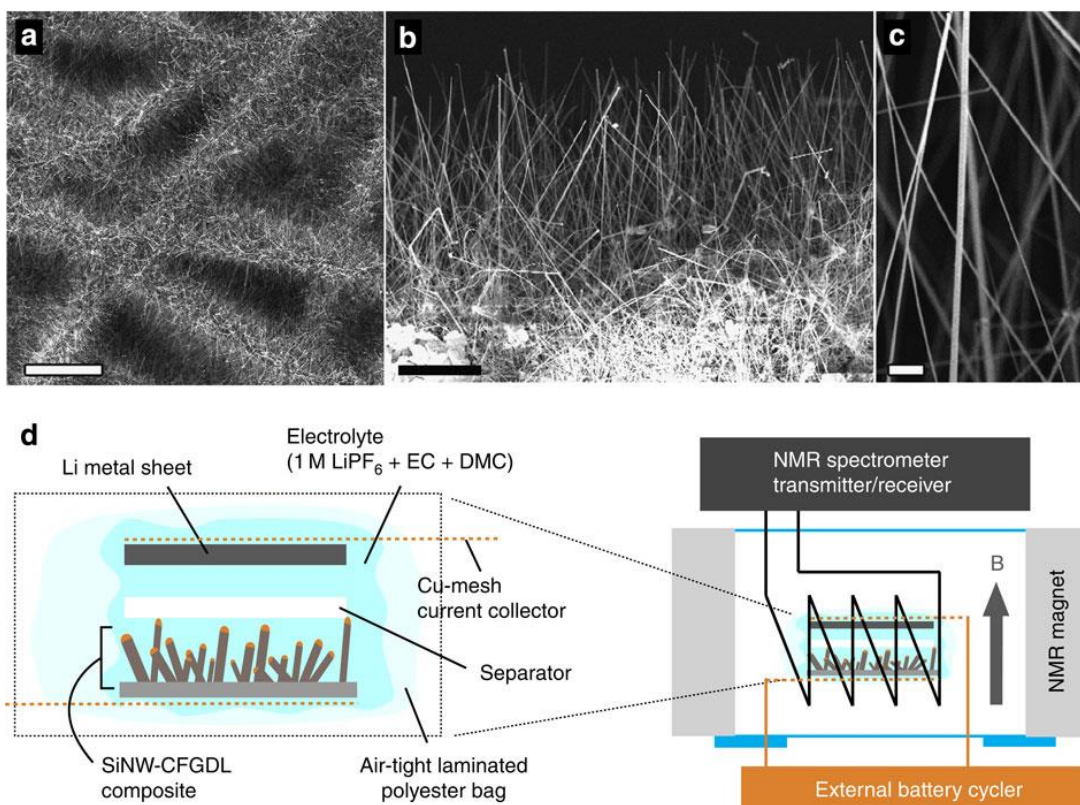 a
b
c
d
Li metal sheet
Electrolyte
(1 M LiPF₆ + EC + DMC)
Cu-mesh
current collector
Separator
SiNW-CFGDL
composite
Air-tight laminated
polyester bag
NMR spectrometer
transmitter/receiver
B
NMR magnet
External battery cycler